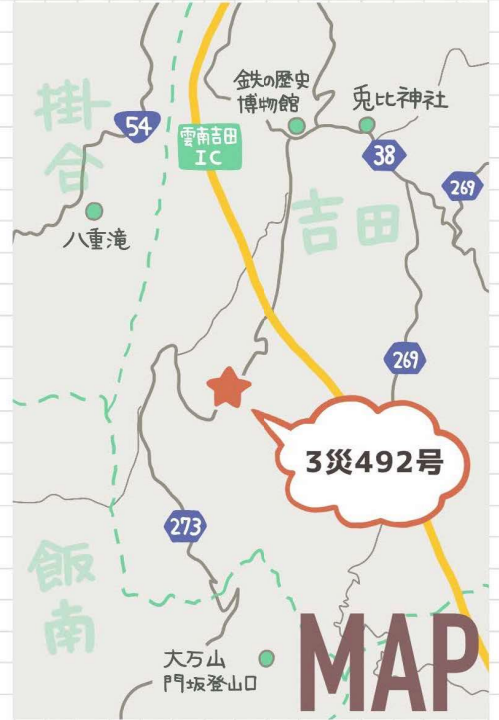 鉄の歴史
博物館
兎比神社
掛合
54
雲南吉田
IC
38
269
八重滝
吉田
269
3災492号
273
飯南
大万山
門坂登山口
MAP